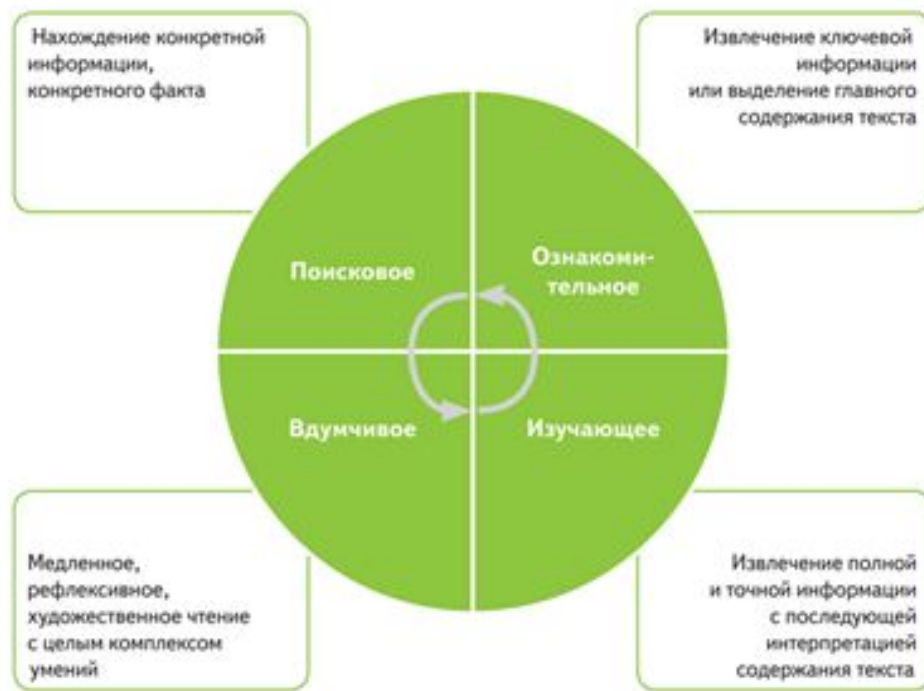 Нахождение конкретной
информации,
конкретного факта
Извлечение ключевой
информации
или выделение главного
содержания текста
Поисковое
Ознакоми-
тельное
Вдумчивое
Изучающее
Медленное,
рефлексивное,
художественное чтение
с целым комплексом
умений
Извлечение полной
и точной информации
с последующей
интерпретацией
содержания текста